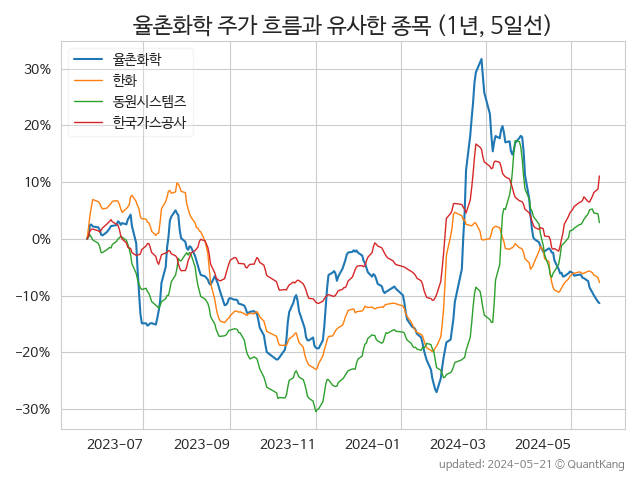 율촌화학 주가 흐름과 유사한 종목 (1년, 5일선)
율촌화학
한화
동원시스템즈
한국가스공사
30%
20%
10%
0%
−10%
−20%
−30%
2023-07 2023-09 2023-11 2024-01 2024-03 2024-05
updated: 2024-05-21 © QuantKang